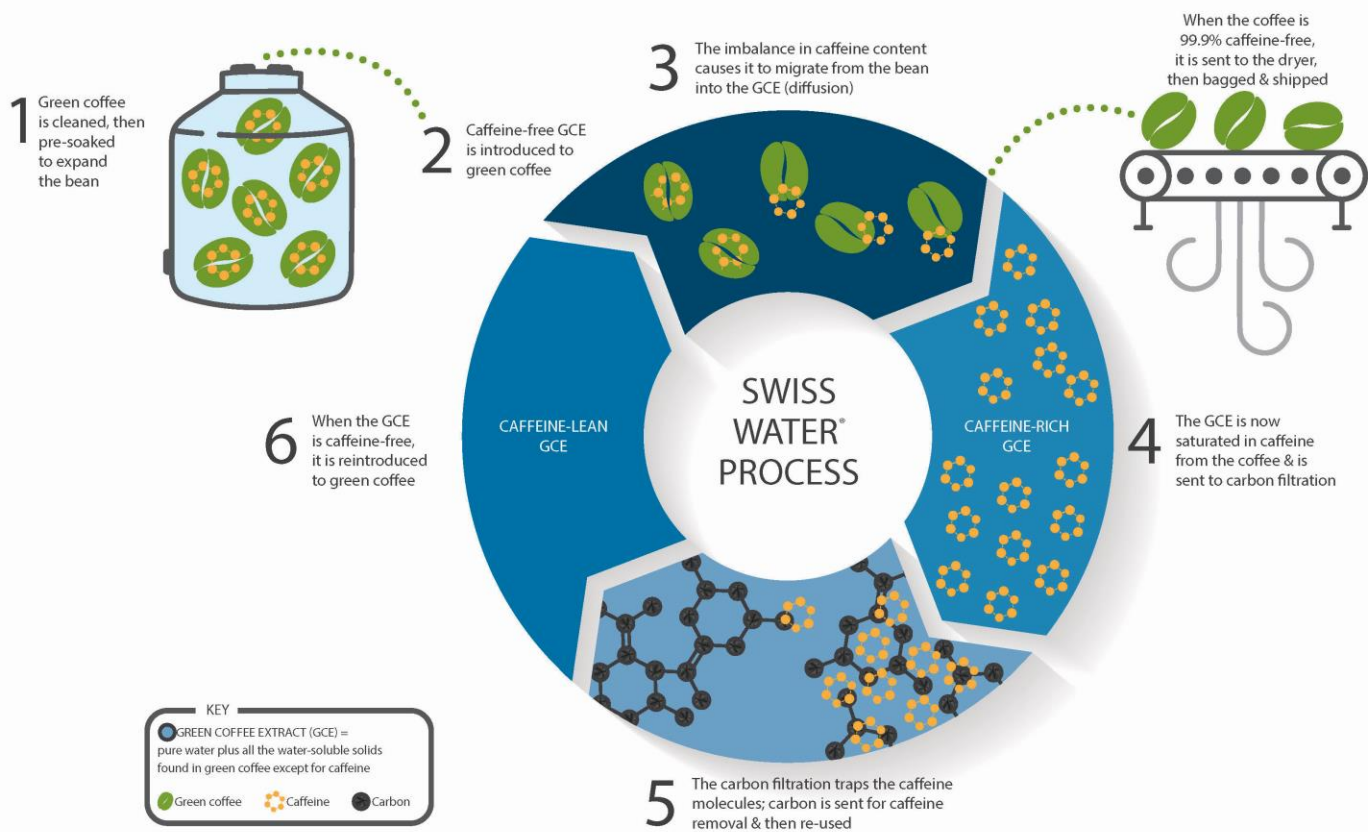 1
Green coffee
is cleaned, then
pre-soaked
to expand
the bean
2
Caffeine-free GCE
is introduced to
green coffee
3
The imbalance in caffeine content
causes it to migrate from the bean
into the GCE (diffusion)
When the coffee is
99.9% caffeine-free,
it is sent to the dryer,
then bagged & shipped
SWISS
WATER®
PROCESS
CAFFEINE-RICH
GCE
4
The GCE is now
saturated in caffeine
from the coffee & is
sent to carbon filtration
5
The carbon filtration traps the caffeine
molecules; carbon is sent for caffeine
removal & then re-used
6
When the GCE
is caffeine-free,
it is reintroduced
to green coffee
CAFFEINE-LEAN
GCE
KEY
GREEN COFFEE EXTRACT (GCE) =
pure water plus all the water-soluble solids
found in green coffee except for caffeine
Green coffee
Caffeine
Carbon